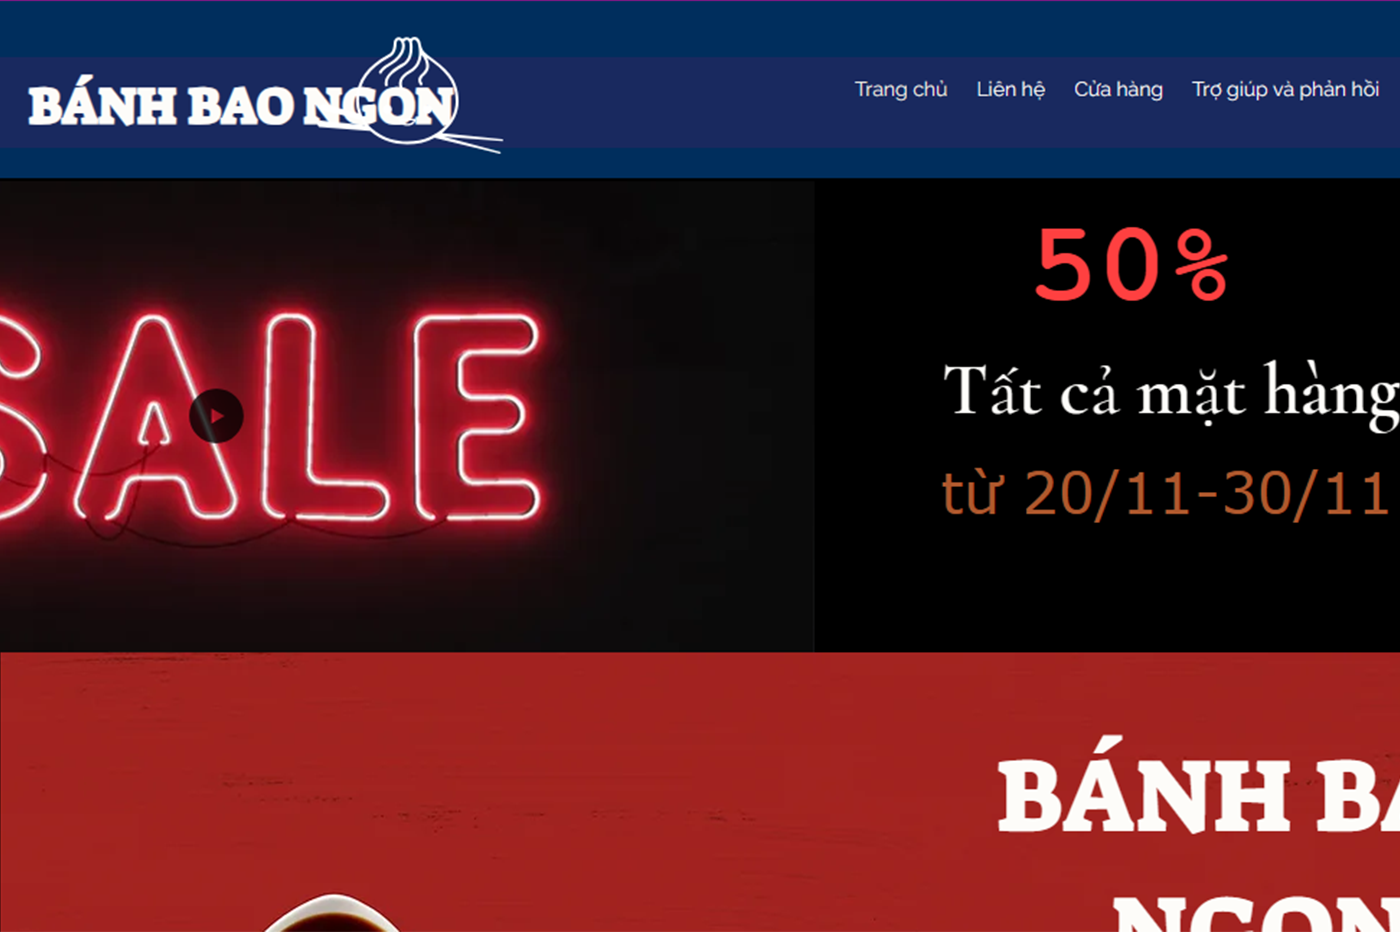 BÁNH BAO NGON
Trang chủ Liên hệ Cửa hàng Trợ giúp và phản hồi
SALE
50%
Tất cả mặt hàng
từ 20/11-30/11
BÁNH BA
NGON